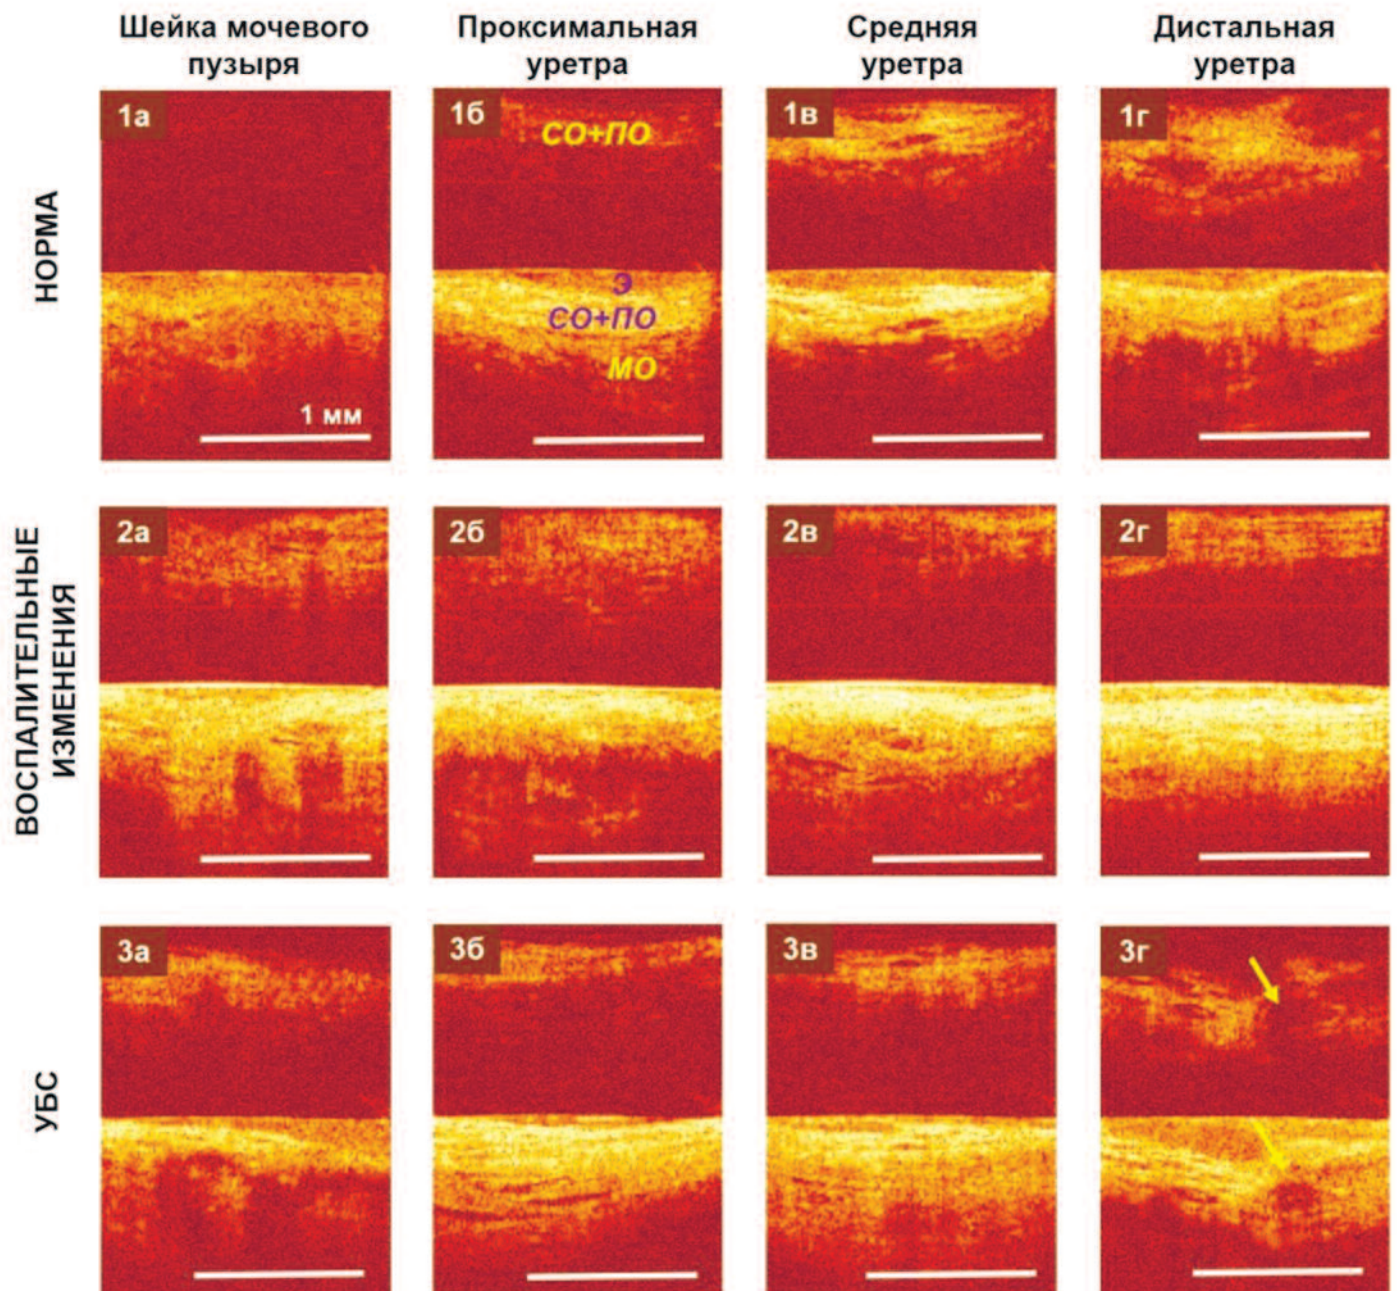 Шейка мочевого
пузыря
Проксимальная
уретра
Средняя
уретра
Дистальная
уретра
НОРМА
1а
1 мм
1б
СО+ПО
Э
СО+ПО
МО
1в
1г
ВОСПАЛИТЕЛЬНЫЕ
ИЗМЕНЕНИЯ
2а
2б
2в
2г
УБС
3а
3б
3в
3г